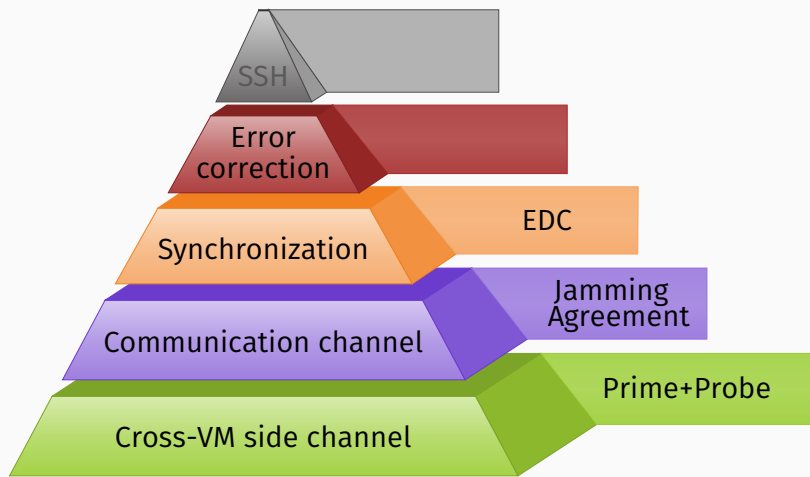 SSH
Error
correction
Synchronization
EDC
Communication channel
Jamming
Agreement
Cross-VM side channel
Prime+Probe